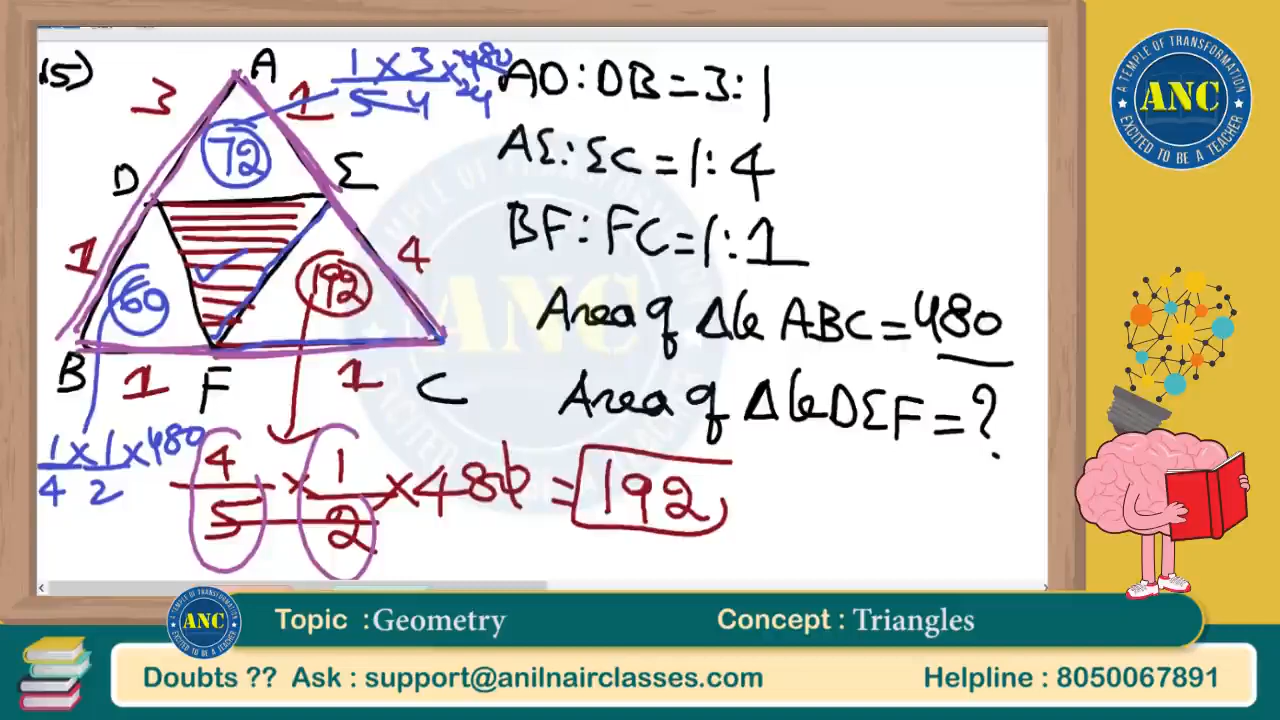 15)
A
3
1
1/5 × 3/4 × 480 24
AD : DB = 3 : 1
72
D
E
AE : EC = 1 : 4
BF : FC = 1 : 1
1
4
60
192
Area of Δle ABC = 480
B
1
F
1
C
Area of Δle DEF = ?
1/4 × 1/2 × 480
4/5 × 1/2 × 480 = 192
ANC
A TEMPLE OF TRANSFORMATION
ANC
EXCITED TO BE A TEACHER
ANC
Topic : Geometry
Concept : Triangles
Doubts ?? Ask : support@anilnairclasses.com
Helpline : 8050067891